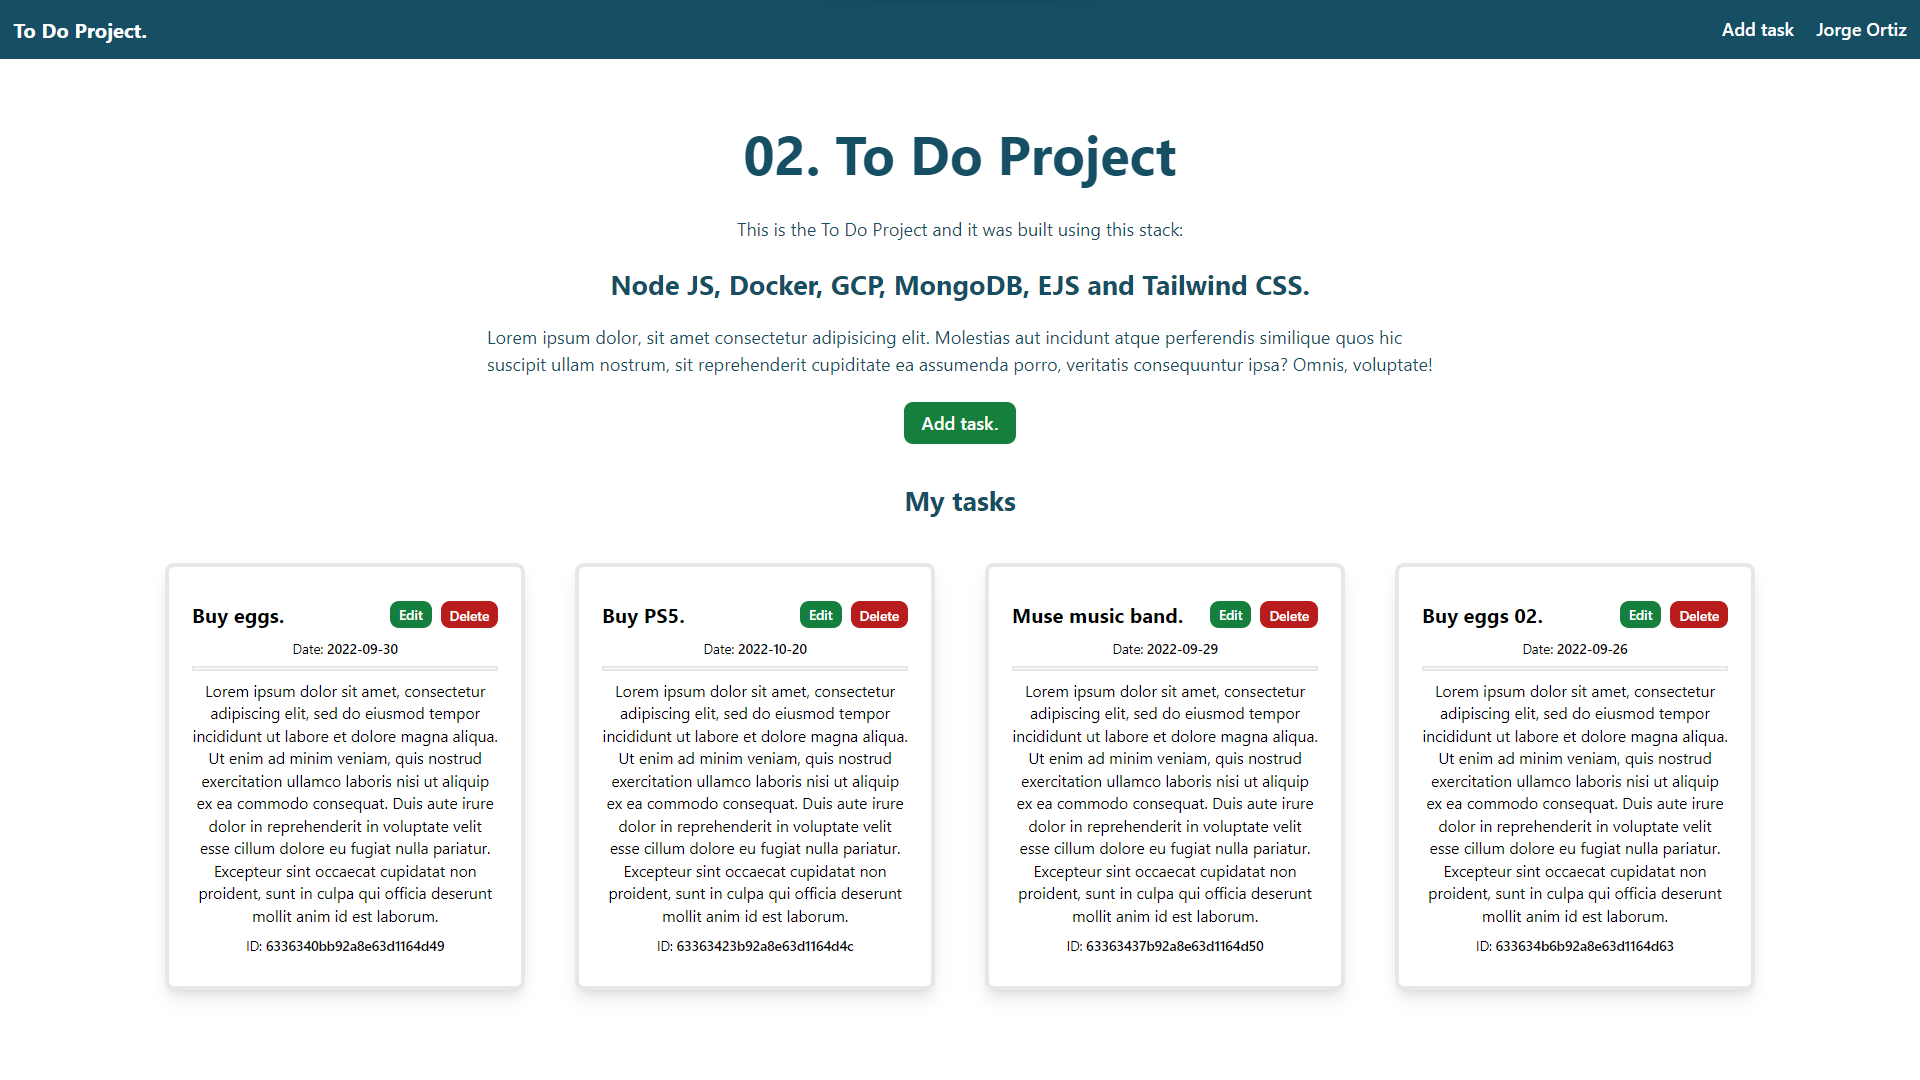 To Do Project.
Add task
Jorge Ortiz
02. To Do Project
This is the To Do Project and it was built using this stack:
Node JS, Docker, GCP, MongoDB, EJS and Tailwind CSS.
Lorem ipsum dolor, sit amet consectetur adipisicing elit. Molestias aut incidunt atque perferendis similique quos hic
suscipit ullam nostrum, sit reprehenderit cupiditate ea assumenda porro, veritatis consequuntur ipsa? Omnis, voluptate!
Add task.
My tasks
Buy eggs.
Edit
Delete
Date: 2022-09-30
Lorem ipsum dolor sit amet, consectetur
adipiscing elit, sed do eiusmod tempor
incididunt ut labore et dolore magna aliqua.
Ut enim ad minim veniam, quis nostrud
exercitation ullamco laboris nisi ut aliquip
ex ea commodo consequat. Duis aute irure
dolor in reprehenderit in voluptate velit
esse cillum dolore eu fugiat nulla pariatur.
Excepteur sint occaecat cupidatat non
proident, sunt in culpa qui officia deserunt
mollit anim id est laborum.
ID: 6336340bb92a8e63d1164d49
Buy PS5.
Edit
Delete
Date: 2022-10-20
Lorem ipsum dolor sit amet, consectetur
adipiscing elit, sed do eiusmod tempor
incididunt ut labore et dolore magna aliqua.
Ut enim ad minim veniam, quis nostrud
exercitation ullamco laboris nisi ut aliquip
ex ea commodo consequat. Duis aute irure
dolor in reprehenderit in voluptate velit
esse cillum dolore eu fugiat nulla pariatur.
Excepteur sint occaecat cupidatat non
proident, sunt in culpa qui officia deserunt
mollit anim id est laborum.
ID: 63363423b92a8e63d1164d4c
Muse music band.
Edit
Delete
Date: 2022-09-29
Lorem ipsum dolor sit amet, consectetur
adipiscing elit, sed do eiusmod tempor
incididunt ut labore et dolore magna aliqua.
Ut enim ad minim veniam, quis nostrud
exercitation ullamco laboris nisi ut aliquip
ex ea commodo consequat. Duis aute irure
dolor in reprehenderit in voluptate velit
esse cillum dolore eu fugiat nulla pariatur.
Excepteur sint occaecat cupidatat non
proident, sunt in culpa qui officia deserunt
mollit anim id est laborum.
ID: 63363437b92a8e63d1164d50
Buy eggs 02.
Edit
Delete
Date: 2022-09-26
Lorem ipsum dolor sit amet, consectetur
adipiscing elit, sed do eiusmod tempor
incididunt ut labore et dolore magna aliqua.
Ut enim ad minim veniam, quis nostrud
exercitation ullamco laboris nisi ut aliquip
ex ea commodo consequat. Duis aute irure
dolor in reprehenderit in voluptate velit
esse cillum dolore eu fugiat nulla pariatur.
Excepteur sint occaecat cupidatat non
proident, sunt in culpa qui officia deserunt
mollit anim id est laborum.
ID: 633634b6b92a8e63d1164d63